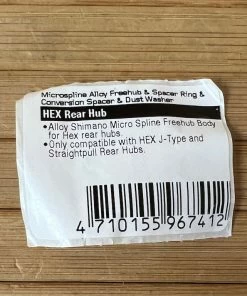 Microspline Alloy Freehub & Spacer Ring &
Conversion Spacer & Dust Washer
HEX Rear Hub
•Alloy Shimano Micro Spline Freehub Body
for Hex rear hubs.
•Only compatible with HEX J-Type and
Straightpull Rear Hubs.
4 710155 967412